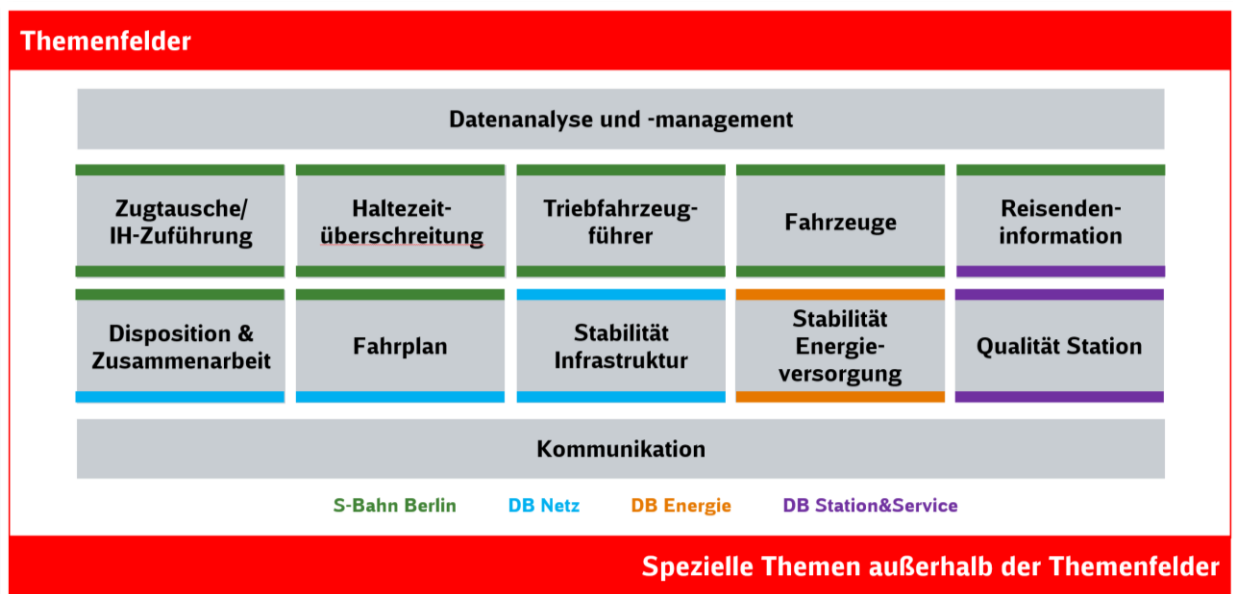 Themenfelder
Datenanalyse und -management
Zugtausche/
IH-Zuführung
Haltezeit-
überschreitung
Triebfahrzeug-
führer
Fahrzeuge
Reisenden-
information
Disposition &
Zusammenarbeit
Fahrplan
Stabilität
Infrastruktur
Stabilität
Energie-
versorgung
Qualität Station
Kommunikation
S-Bahn Berlin DB Netz DB Energie DB Station&Service
Spezielle Themen außerhalb der Themenfelder